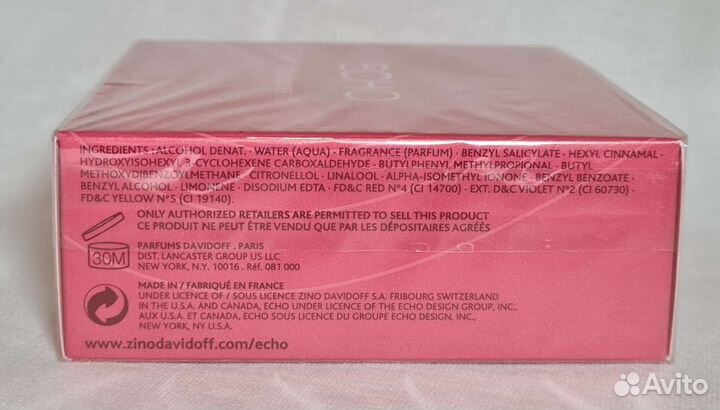 ECHO
INGREDIENTS : ALCOHOL DENAT. · WATER (AQUA) · FRAGRANCE (PARFUM) · BENZYL SALICYLATE · HEXYL CINNAMAL ·
HYDROXYISOHEXYL 3-CYCLOHEXENE CARBOXALDEHYDE · BUTYLPHENYL METHYLPROPIONAL · BUTYL
METHOXYDIBENZOYLMETHANE · CITRONELLOL · LINALOOL · ALPHA-ISOMETHYL IONONE · BENZYL BENZOATE ·
BENZYL ALCOHOL · LIMONENE · DISODIUM EDTA · FD&C RED N°4 (CI 14700) · EXT. D&C VIOLET N°2 (CI 60730) ·
FD&C YELLOW N°5 (CI 19140).
ONLY AUTHORIZED RETAILERS ARE PERMITTED TO SELL THIS PRODUCT
CE PRODUIT NE PEUT ÊTRE VENDU QUE PAR LES DÉPOSITAIRES AGRÉÉS
30M
PARFUMS DAVIDOFF . PARIS
DIST. LANCASTER GROUP US LLC
NEW YORK, N.Y. 10016 . Réf. 081 000
MADE IN / FABRIQUÉ EN FRANCE
UNDER LICENCE OF / SOUS LICENCE ZINO DAVIDOFF S.A. FRIBOURG SWITZERLAND
IN THE U.S.A. AND CANADA, ECHO UNDER LICENCE OF THE ECHO DESIGN GROUP, INC.,
AUX U.S.A. ET CANADA, ECHO SOUS LICENCE DU GROUPE ECHO DESIGN, INC.,
NEW YORK, NY U.S.A.
www.zinodavidoff.com/echo
Avito